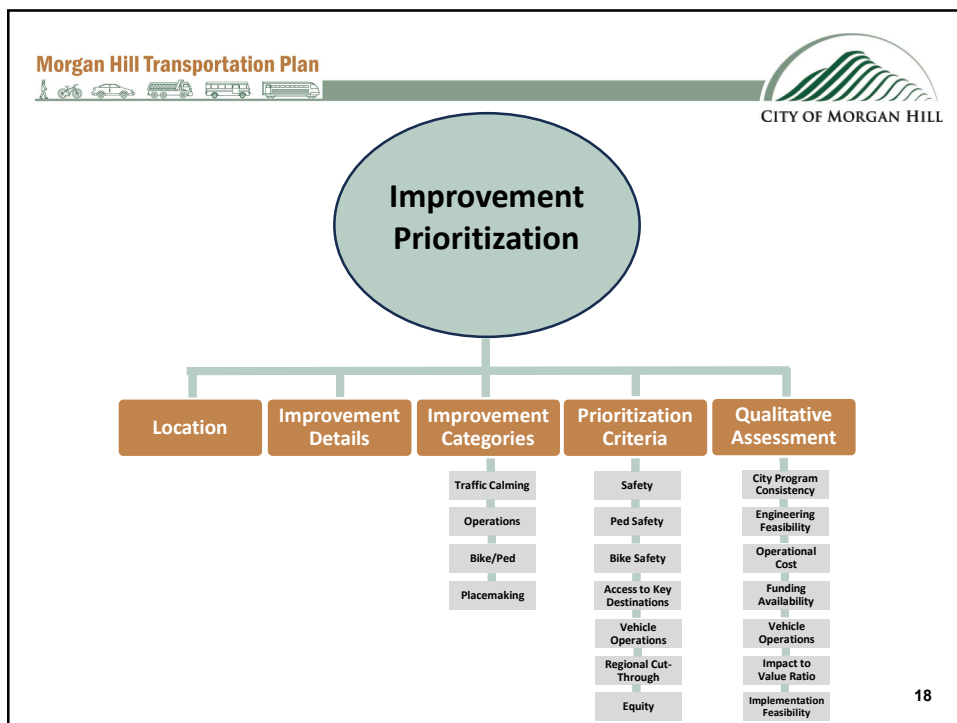 Morgan Hill Transportation Plan
CITY OF MORGAN HILL
Improvement
Prioritization
Location
Improvement
Details
Improvement
Categories
Traffic Calming
Operations
Bike/Ped
Placemaking
Prioritization
Criteria
Safety
Ped Safety
Bike Safety
Access to Key
Destinations
Vehicle
Operations
Regional Cut-
Through
Equity
Qualitative
Assessment
City Program
Consistency
Engineering
Feasibility
Operational
Cost
Funding
Availability
Vehicle
Operations
Impact to
Value Ratio
Implementation
Feasibility
18